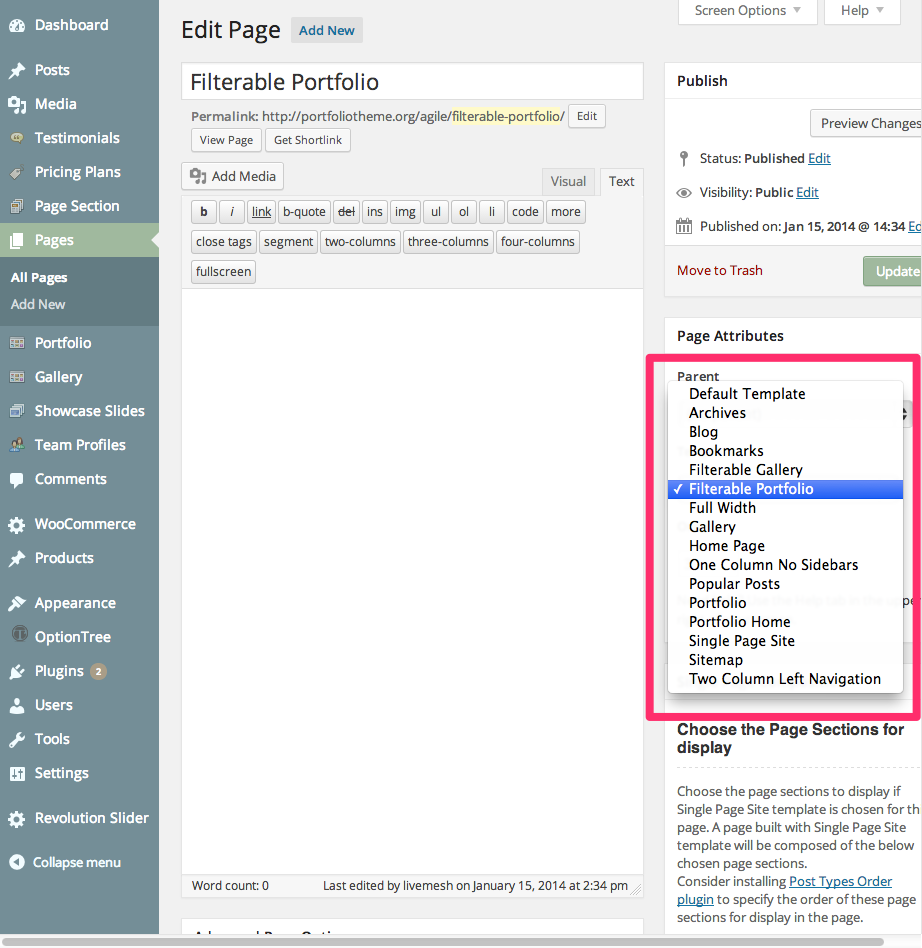 Dashboard
Posts
Media
Testimonials
Pricing Plans
Page Section
Pages
All Pages
Add New
Portfolio
Gallery
Showcase Slides
Team Profiles
Comments
WooCommerce
Products
Appearance
OptionTree
Plugins 2
Users
Tools
Settings
Revolution Slider
Collapse menu
Screen Options Help
Edit Page Add New
Filterable Portfolio
Permalink: http://portfoliotheme.org/agile/filterable-portfolio/ Edit
View Page Get Shortlink
Add Media
Visual Text
b i link b-quote del ins img ul ol li code more
close tags segment two-columns three-columns four-columns
fullscreen
Word count: 0 Last edited by livemesh on January 15, 2014 at 2:34 pm
Publish
Preview Changes
Status: Published Edit
Visibility: Public Edit
Published on: Jan 15, 2014 @ 14:34 Ed
Move to Trash Update
Page Attributes
Parent
Default Template
Archives
Blog
Bookmarks
Filterable Gallery
✓ Filterable Portfolio
Full Width
Gallery
Home Page
One Column No Sidebars
Popular Posts
Portfolio
Portfolio Home
Single Page Site
Sitemap
Two Column Left Navigation
Choose the Page Sections for
display
Choose the page sections to display if
Single Page Site template is chosen for th
page. A page built with Single Page Site
template will be composed of the below
chosen page sections.
Consider installing Post Types Order
plugin to specify the order of these page
sections for display in the page.